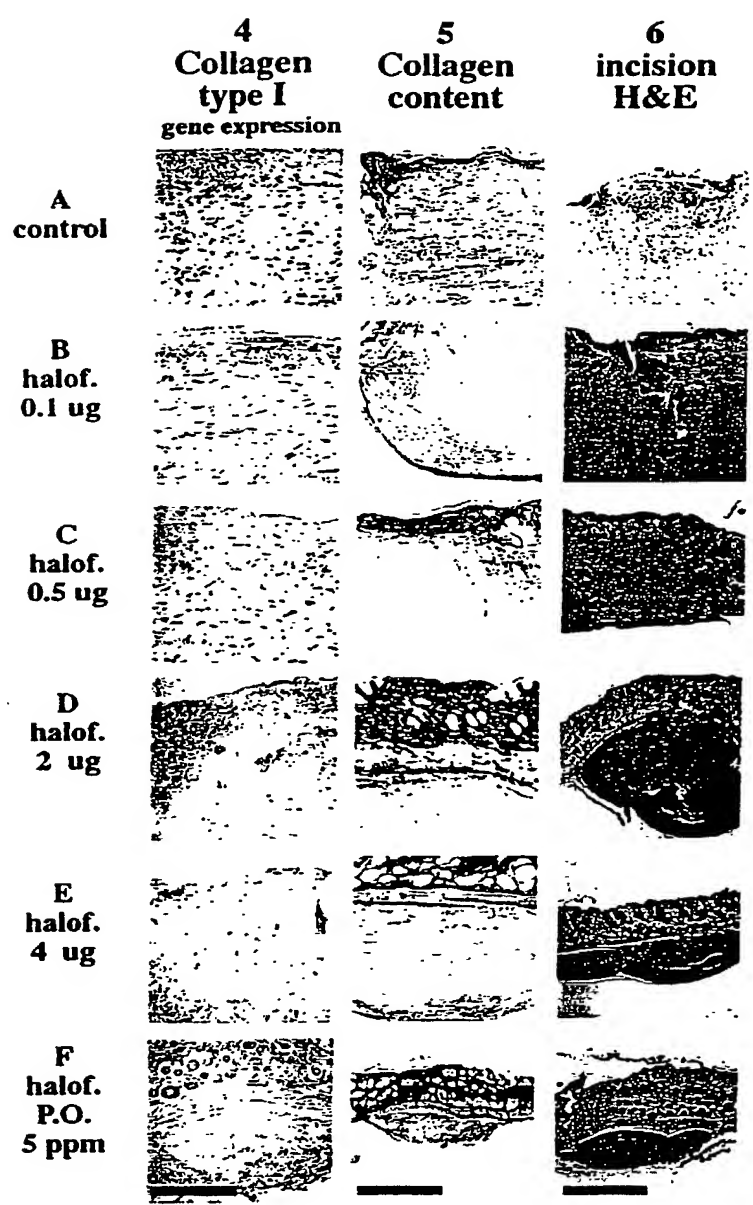 4
Collagen
type I
gene expression
5
Collagen
content
6
incision
H&E
A
control
B
halof.
0.1 ug
C
halof.
0.5 ug
D
halof.
2 ug
E
halof.
4 ug
F
halof.
P.O.
5 ppm